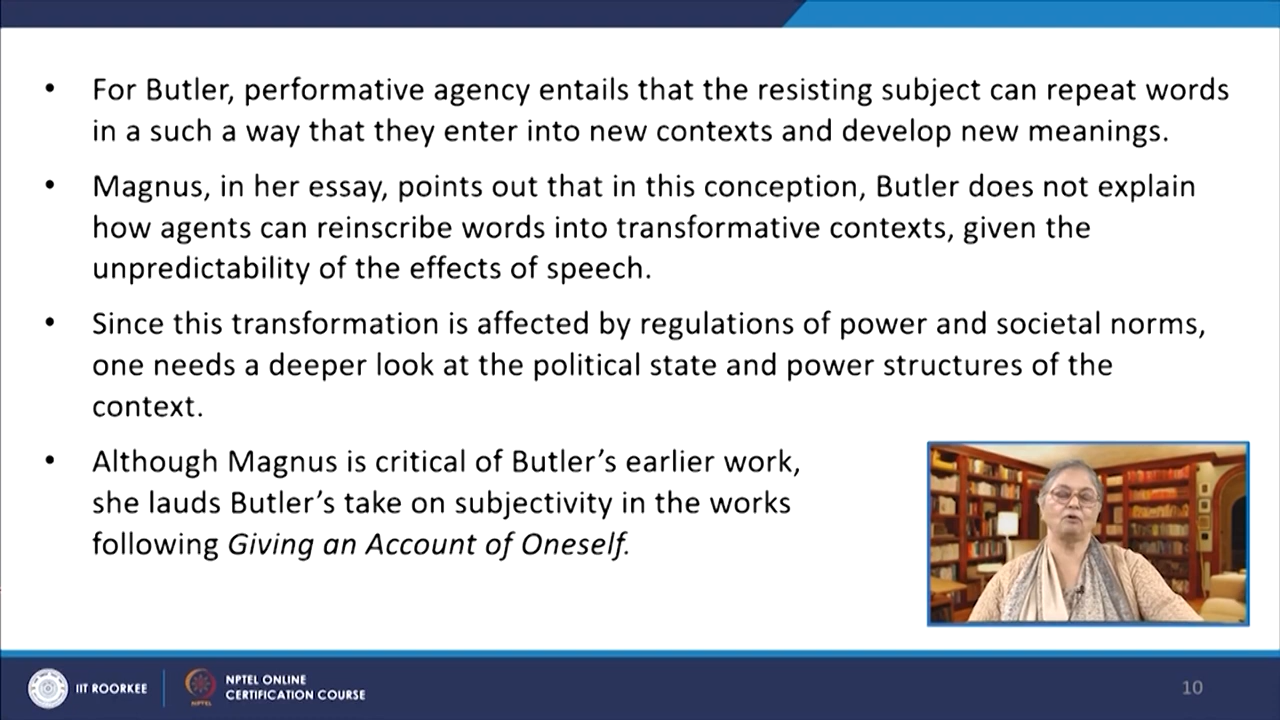 • For Butler, performative agency entails that the resisting subject can repeat words
in a such a way that they enter into new contexts and develop new meanings.
• Magnus, in her essay, points out that in this conception, Butler does not explain
how agents can reinscribe words into transformative contexts, given the
unpredictability of the effects of speech.
• Since this transformation is affected by regulations of power and societal norms,
one needs a deeper look at the political state and power structures of the
context.
• Although Magnus is critical of Butler’s earlier work,
she lauds Butler’s take on subjectivity in the works
following Giving an Account of Oneself.
IIT ROORKEE
NPTEL ONLINE
CERTIFICATION COURSE
NPTEL
10